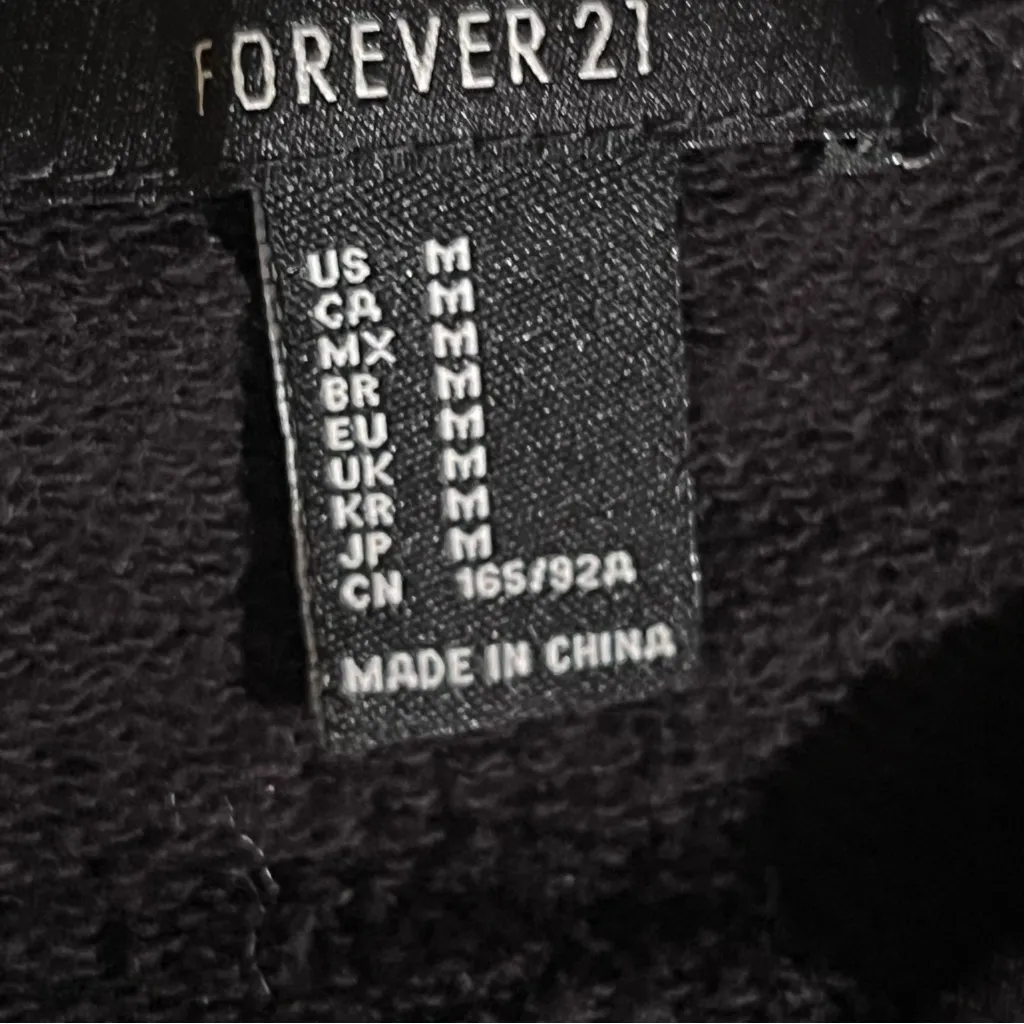 FOREVER 21
US M
CA M
MX M
BR M
EU M
UK M
KR M
JP M
CN 165/92A
MADE IN CHINA